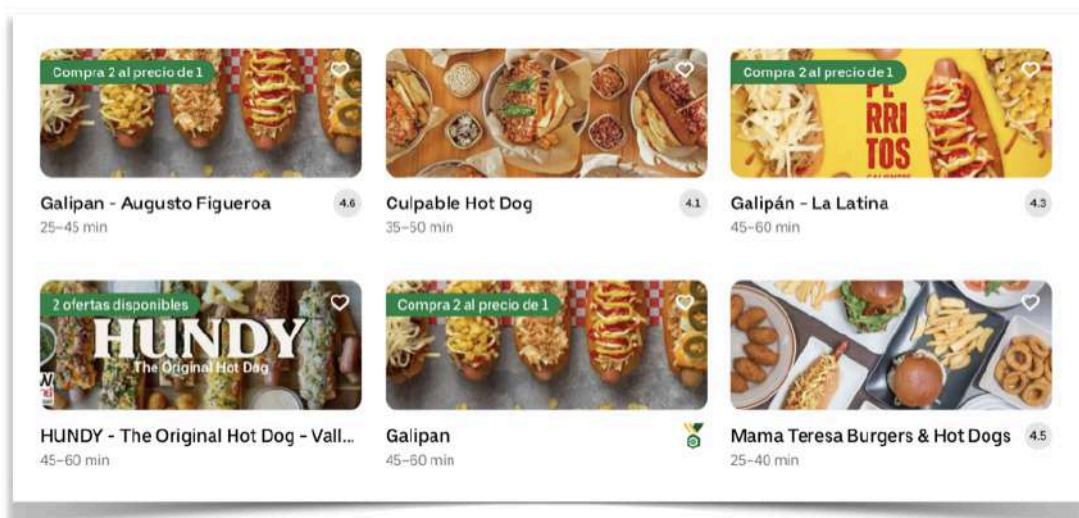 Compra 2 al precio de 1
Galipan - Augusto Figueroa 4.6
25–45 min
Culpable Hot Dog 4.1
35–50 min
Compra 2 al precio de 1
PE
RRI
TOS
Galipán - La Latina 4.3
45–60 min
2 ofertas disponibles
HUNDY
The Original Hot Dog
HUNDY - The Original Hot Dog - Vall...
45–60 min
Compra 2 al precio de 1
Galipan
45–60 min
Mama Teresa Burgers & Hot Dogs 4.5
25–40 min